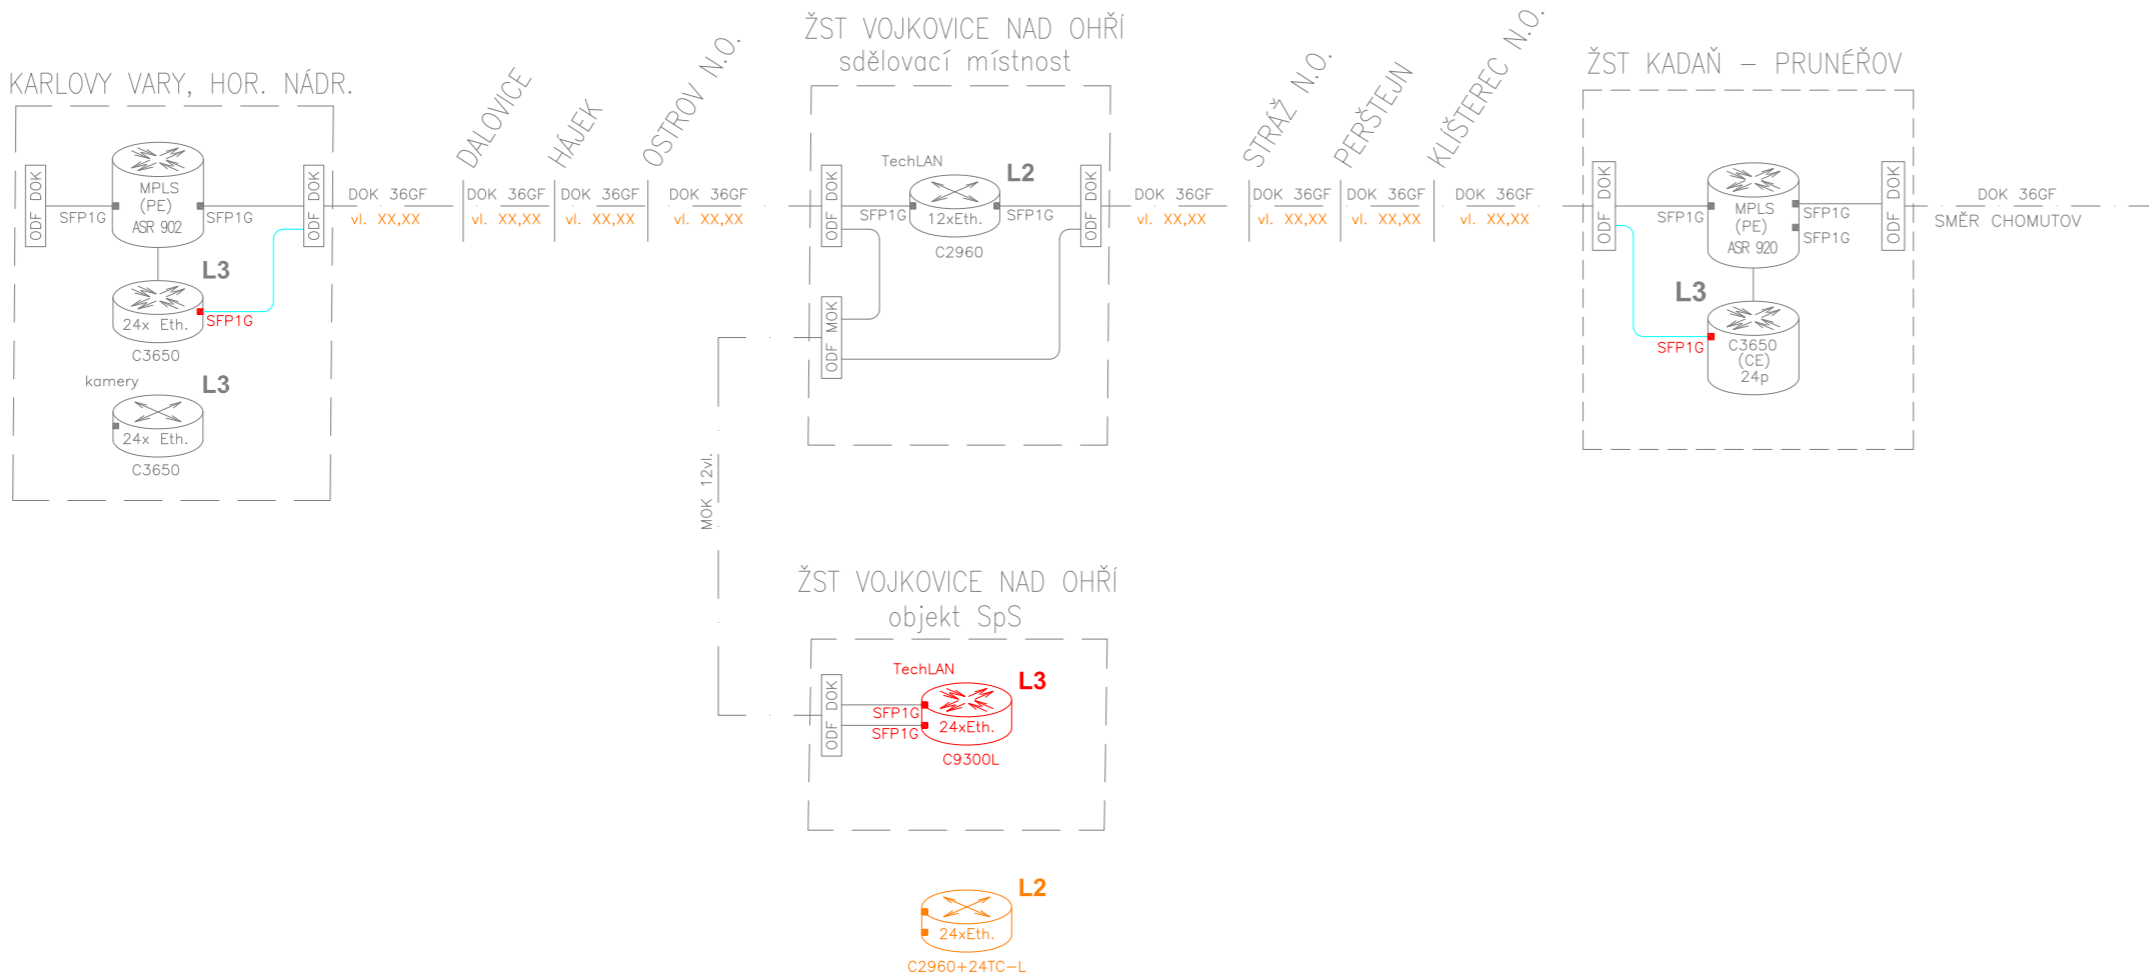 KARLOVY VARY, HOR. NÁDR.
ODF DOK
SFP1G
MPLS
(PE)
ASR 902
SFP1G
ODF DOK
L3
24x Eth.
SFP1G
C3650
kamery
L3
24x Eth.
C3650
DOK 36GF
vl. XX,XX
DALOVICE
DOK 36GF
vl. XX,XX
HÁJEK
DOK 36GF
vl. XX,XX
OSTROV N.O.
DOK 36GF
vl. XX,XX
ŽST VOJKOVICE NAD OHŘÍ
sdělovací místnost
ODF DOK
TechLAN
L2
SFP1G
12xEth.
SFP1G
C2960
ODF DOK
ODF MOK
MOK 12vl.
DOK 36GF
vl. XX,XX
STRÁŽ N.O.
DOK 36GF
vl. XX,XX
PERŠTEJN
DOK 36GF
vl. XX,XX
KLÍŠTEREC N.O.
DOK 36GF
vl. XX,XX
ŽST KADAŇ – PRUNÉŘOV
ODF DOK
SFP1G
MPLS
(PE)
ASR 920
SFP1G
SFP1G
ODF DOK
L3
SFP1G
C3650
(CE)
24p
DOK 36GF
SMĚR CHOMUTOV
ŽST VOJKOVICE NAD OHŘÍ
objekt SpS
ODF DOK
TechLAN
L3
SFP1G
SFP1G
24xEth.
C9300L
L2
24xEth.
C2960+24TC-L